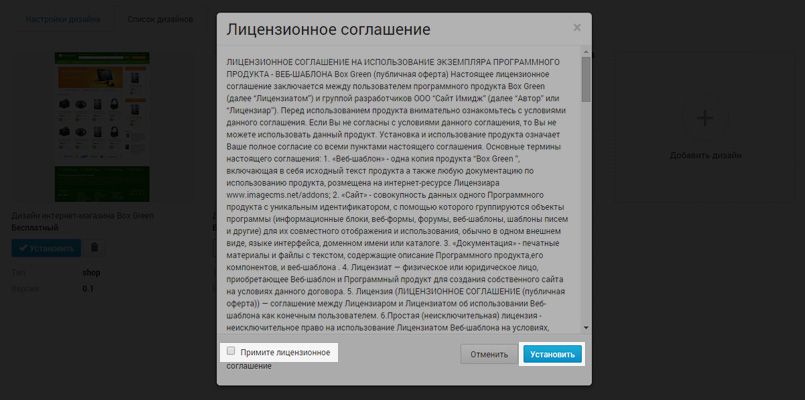 Настройки дизайна
Список дизайнов
Лицензионное соглашение
×
ЛИЦЕНЗИОННОЕ СОГЛАШЕНИЕ НА ИСПОЛЬЗОВАНИЕ ЭКЗЕМПЛЯРА ПРОГРАММНОГО
ПРОДУКТА - ВЕБ-ШАБЛОНА Box Green (публичная оферта) Настоящее лицензионное
соглашение заключается между пользователем программного продукта Box Green
(далее “Лицензиатом”) и группой разработчиков ООО “Сайт Имидж” (далее “Автор” или
“Лицензиар”). Перед использованием продукта внимательно ознакомьтесь с условиями
данного соглашения. Если Вы не согласны с условиями данного соглашения, то Вы не
можете использовать данный продукт. Установка и использование продукта означает
Ваше полное согласие со всеми пунктами настоящего соглашения. Основные термины
настоящего соглашения: 1. «Веб-шаблон» - одна копия продукта “Box Green ”,
включающая в себя исходный текст продукта а также любую документацию по
использованию продукта, розмещена на интернет-ресурсе Лицензиара
www.imagecms.net/addons; 2. «Сайт» - совокупность данных одного Программного
продукта с уникальным идентификатором, с помощью которого группируются объекты
программы (информационные блоки, веб-формы, форумы, веб-шаблоны, шаблоны писем
и другие) для их совместного отображения и использования, обычно в одном внешнем
виде, языке интерфейса, доменном имени или каталоге. 3. «Документация» - печатные
материалы и файлы с текстом, содержащие описание Программного продукта,его
компонентов, и веб-шаблона . 4. Лицензиат — физическое или юридическое лицо,
приобретающее Веб-шаблон и Программный продукт для создания собственного сайта
на условиях данного договора. 5. Лицензия (ЛИЦЕНЗИОННОЕ СОГЛАШЕНИЕ (публичная
оферта)) — соглашение между Лицензиаром и Лицензиатом об использовании Веб-
шаблона как конечным пользователем. 6.Простая (неисключительная) лицензия -
неисключительное право на использование Лицензиатом Веб-шаблона на условиях,
Примите лицензионное
соглашение
Отменить
Установить
Дизайн интернет-магазина Box Green
Бесплатный
Установить
Тип shop
Версия 0.1
Добавить дизайн